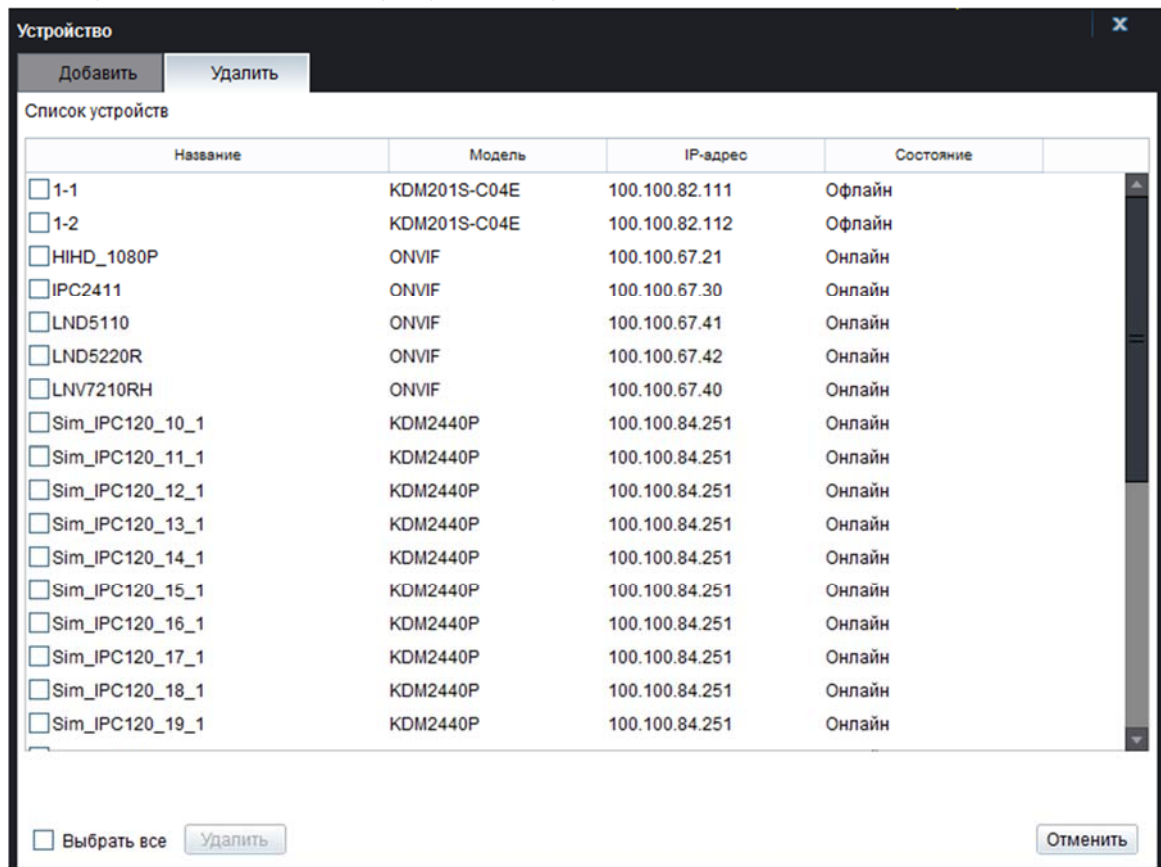 Устройство
Добавить Удалить
Список устройств
Название Модель IP-адрес Состояние
1-1 KDM201S-C04E 100.100.82.111 Офлайн
1-2 KDM201S-C04E 100.100.82.112 Офлайн
HIHD_1080P ONVIF 100.100.67.21 Онлайн
IPC2411 ONVIF 100.100.67.30 Онлайн
LND5110 ONVIF 100.100.67.41 Онлайн
LND5220R ONVIF 100.100.67.42 Онлайн
LNV7210RH ONVIF 100.100.67.40 Онлайн
Sim_IPC120_10_1 KDM2440P 100.100.84.251 Онлайн
Sim_IPC120_11_1 KDM2440P 100.100.84.251 Онлайн
Sim_IPC120_12_1 KDM2440P 100.100.84.251 Онлайн
Sim_IPC120_13_1 KDM2440P 100.100.84.251 Онлайн
Sim_IPC120_14_1 KDM2440P 100.100.84.251 Онлайн
Sim_IPC120_15_1 KDM2440P 100.100.84.251 Онлайн
Sim_IPC120_16_1 KDM2440P 100.100.84.251 Онлайн
Sim_IPC120_17_1 KDM2440P 100.100.84.251 Онлайн
Sim_IPC120_18_1 KDM2440P 100.100.84.251 Онлайн
Sim_IPC120_19_1 KDM2440P 100.100.84.251 Онлайн
Выбрать все Удалить Отменить